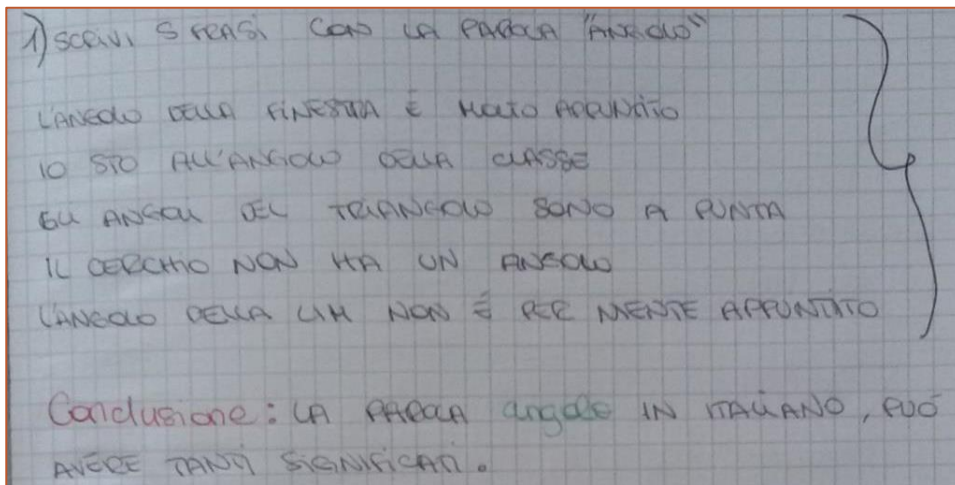 1) SCRIVI 5 FRASI CON LA PAROLA "ANGOLO"
L'ANGOLO DELLA FINESTRA È MOLTO APPUNTITO
IO STO ALL'ANGOLO DELLA CLASSE
GLI ANGOLI DEL TRIANGOLO SONO A PUNTA
IL CERCHIO NON HA UN ANGOLO
L'ANGOLO DELLA LIM NON È PER NIENTE APPUNTITO
Conclusione: LA PAROLA angolo IN ITALIANO, PUÓ
AVERE TANTI SIGNIFICATI.